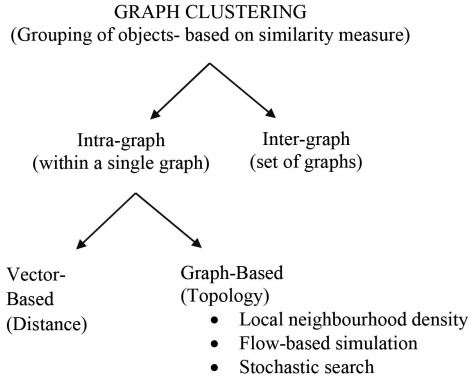 GRAPH CLUSTERING
(Grouping of objects- based on similarity measure)
Intra-graph
(within a single graph)
Inter-graph
(set of graphs)
Vector-
Based
(Distance)
Graph-Based
(Topology)
• Local neighbourhood density
• Flow-based simulation
• Stochastic search